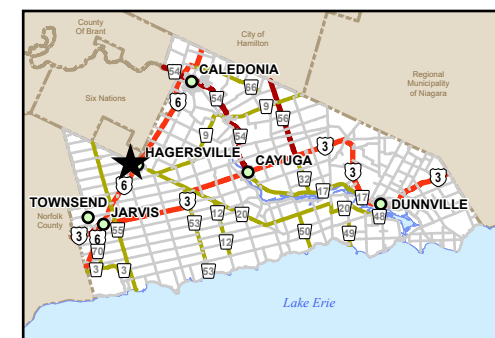 County
Of Brant
City of
Hamilton
54
CALEDONIA
66
Regional
Municipality
of Niagara
Six Nations
6
54
9
56
9
54
3
HAGERSVILLE
3
3
CAYUGA
6
32
17
17
TOWNSEND
3
DUNNVILLE
JARVIS
12
20
20
Norfolk
County
55
53
3
6
12
50
49
70
3
3
53
Lake Erie